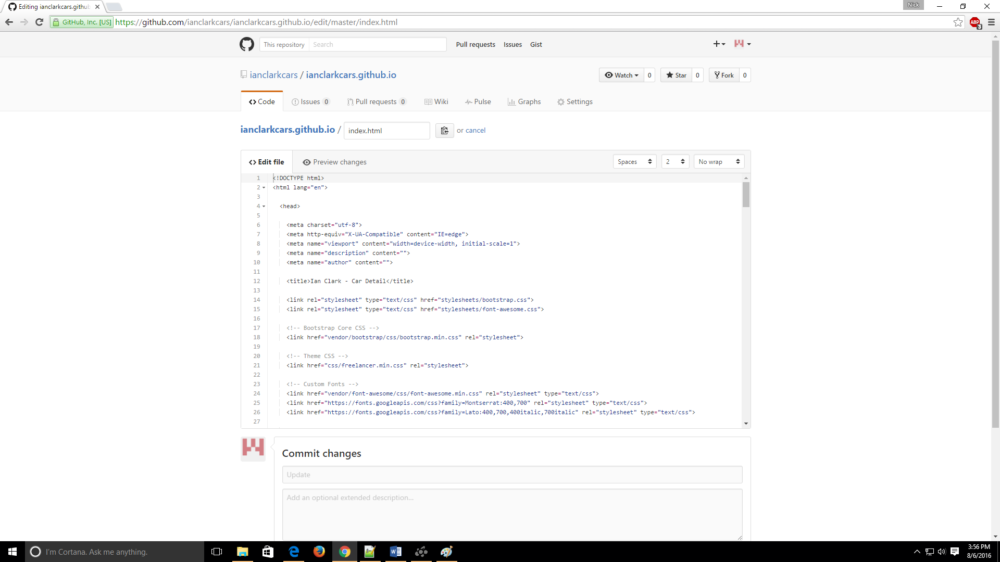 Editing ianclarkcars.github
Nick
GitHub, Inc. [US] https://github.com/ianclarkcars/ianclarkcars.github.io/edit/master/index.html
ABP 3
This repository Search Pull requests Issues Gist
ianclarkcars / ianclarkcars.github.io Watch 0 Star 0 Fork 0
Code Issues 0 Pull requests 0 Wiki Pulse Graphs Settings
ianclarkcars.github.io / index.html or cancel
<> Edit file Preview changes Spaces 2 No wrap
1 <!DOCTYPE html>
2 <html lang="en">
3
4 <head>
5
6 <meta charset="utf-8">
7 <meta http-equiv="X-UA-Compatible" content="IE=edge">
8 <meta name="viewport" content="width=device-width, initial-scale=1">
9 <meta name="description" content="">
10 <meta name="author" content="">
11
12 <title>Ian Clark - Car Detail</title>
13
14 <link rel="stylesheet" type="text/css" href="stylesheets/bootstrap.css">
15 <link rel="stylesheet" type="text/css" href="stylesheets/font-awesome.css">
16
17 <!-- Bootstrap Core CSS -->
18 <link href="vendor/bootstrap/css/bootstrap.min.css" rel="stylesheet">
19
20 <!-- Theme CSS -->
21 <link href="css/freelancer.min.css" rel="stylesheet">
22
23 <!-- Custom Fonts -->
24 <link href="vendor/font-awesome/css/font-awesome.min.css" rel="stylesheet" type="text/css">
25 <link href="https://fonts.googleapis.com/css?family=Montserrat:400,700" rel="stylesheet" type="text/css">
26 <link href="https://fonts.googleapis.com/css?family=Lato:400,700,400italic,700italic" rel="stylesheet" type="text/css">
27
Commit changes
Update
Add an optional extended description...
I'm Cortana. Ask me anything.
3:56 PM
8/6/2016